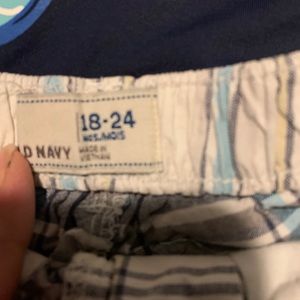 18-24
MOS./MOIS
LD NAVY
MADE IN
VIETNAM